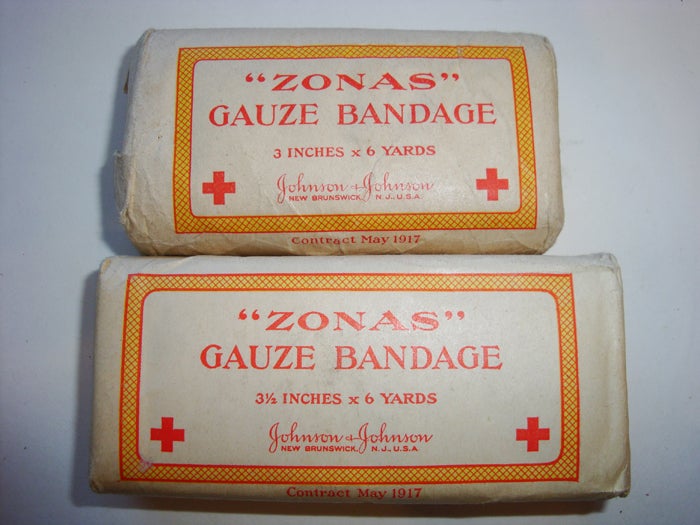 “ZONAS”
GAUZE BANDAGE
3 INCHES x 6 YARDS
Johnson & Johnson
NEW BRUNSWICK, N.J., U.S.A.
Contract May 1917
“ZONAS”
GAUZE BANDAGE
3½ INCHES x 6 YARDS
Johnson & Johnson
NEW BRUNSWICK, N.J., U.S.A.
Contract May 1917